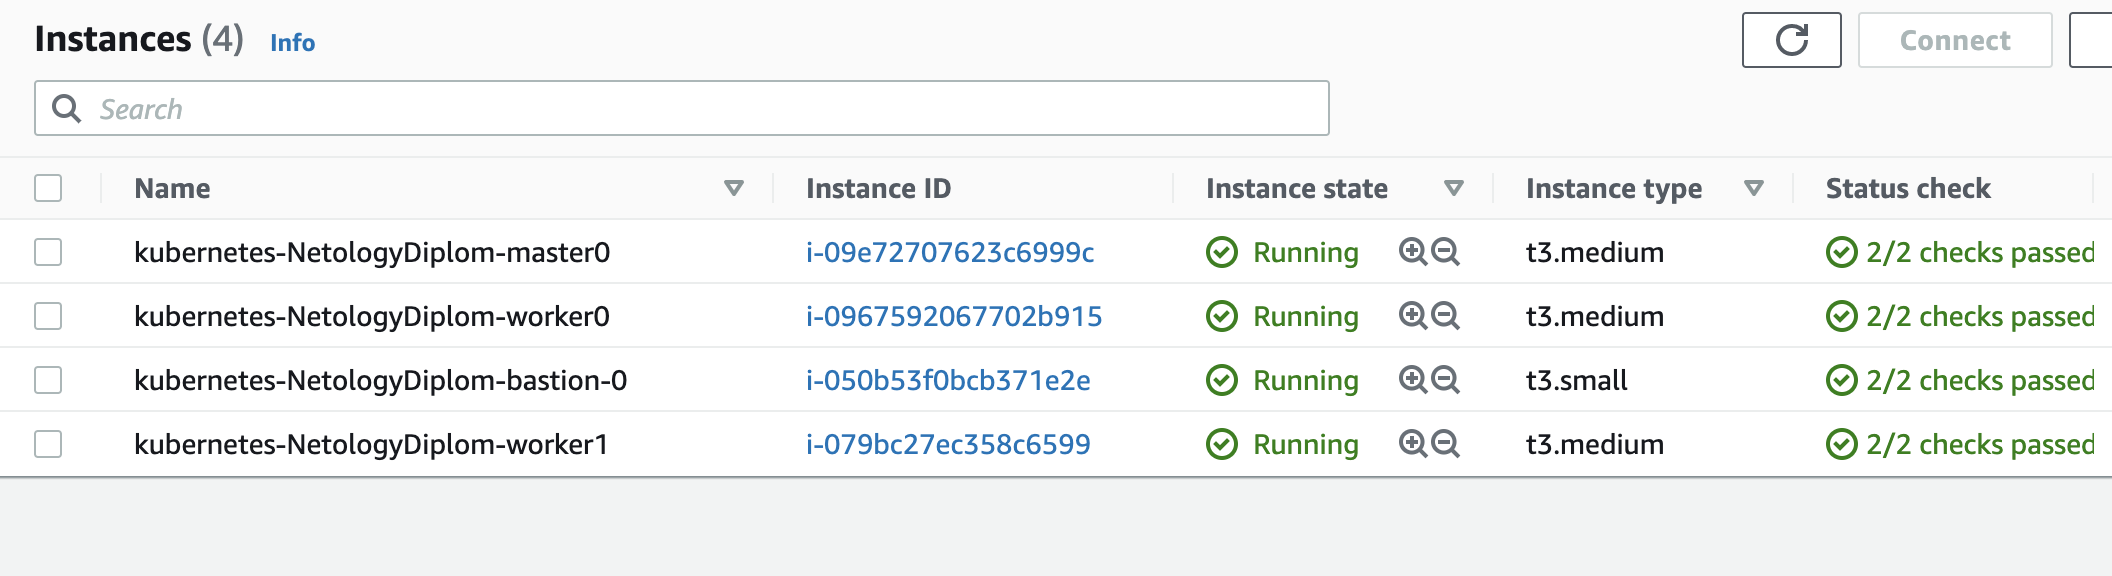 Instances (4) Info Connect
Search
Name Instance ID Instance state Instance type Status check
kubernetes-NetologyDiplom-master0 i-09e72707623c6999c Running t3.medium 2/2 checks passed
kubernetes-NetologyDiplom-worker0 i-0967592067702b915 Running t3.medium 2/2 checks passed
kubernetes-NetologyDiplom-bastion-0 i-050b53f0bcb371e2e Running t3.small 2/2 checks passed
kubernetes-NetologyDiplom-worker1 i-079bc27ec358c6599 Running t3.medium 2/2 checks passed